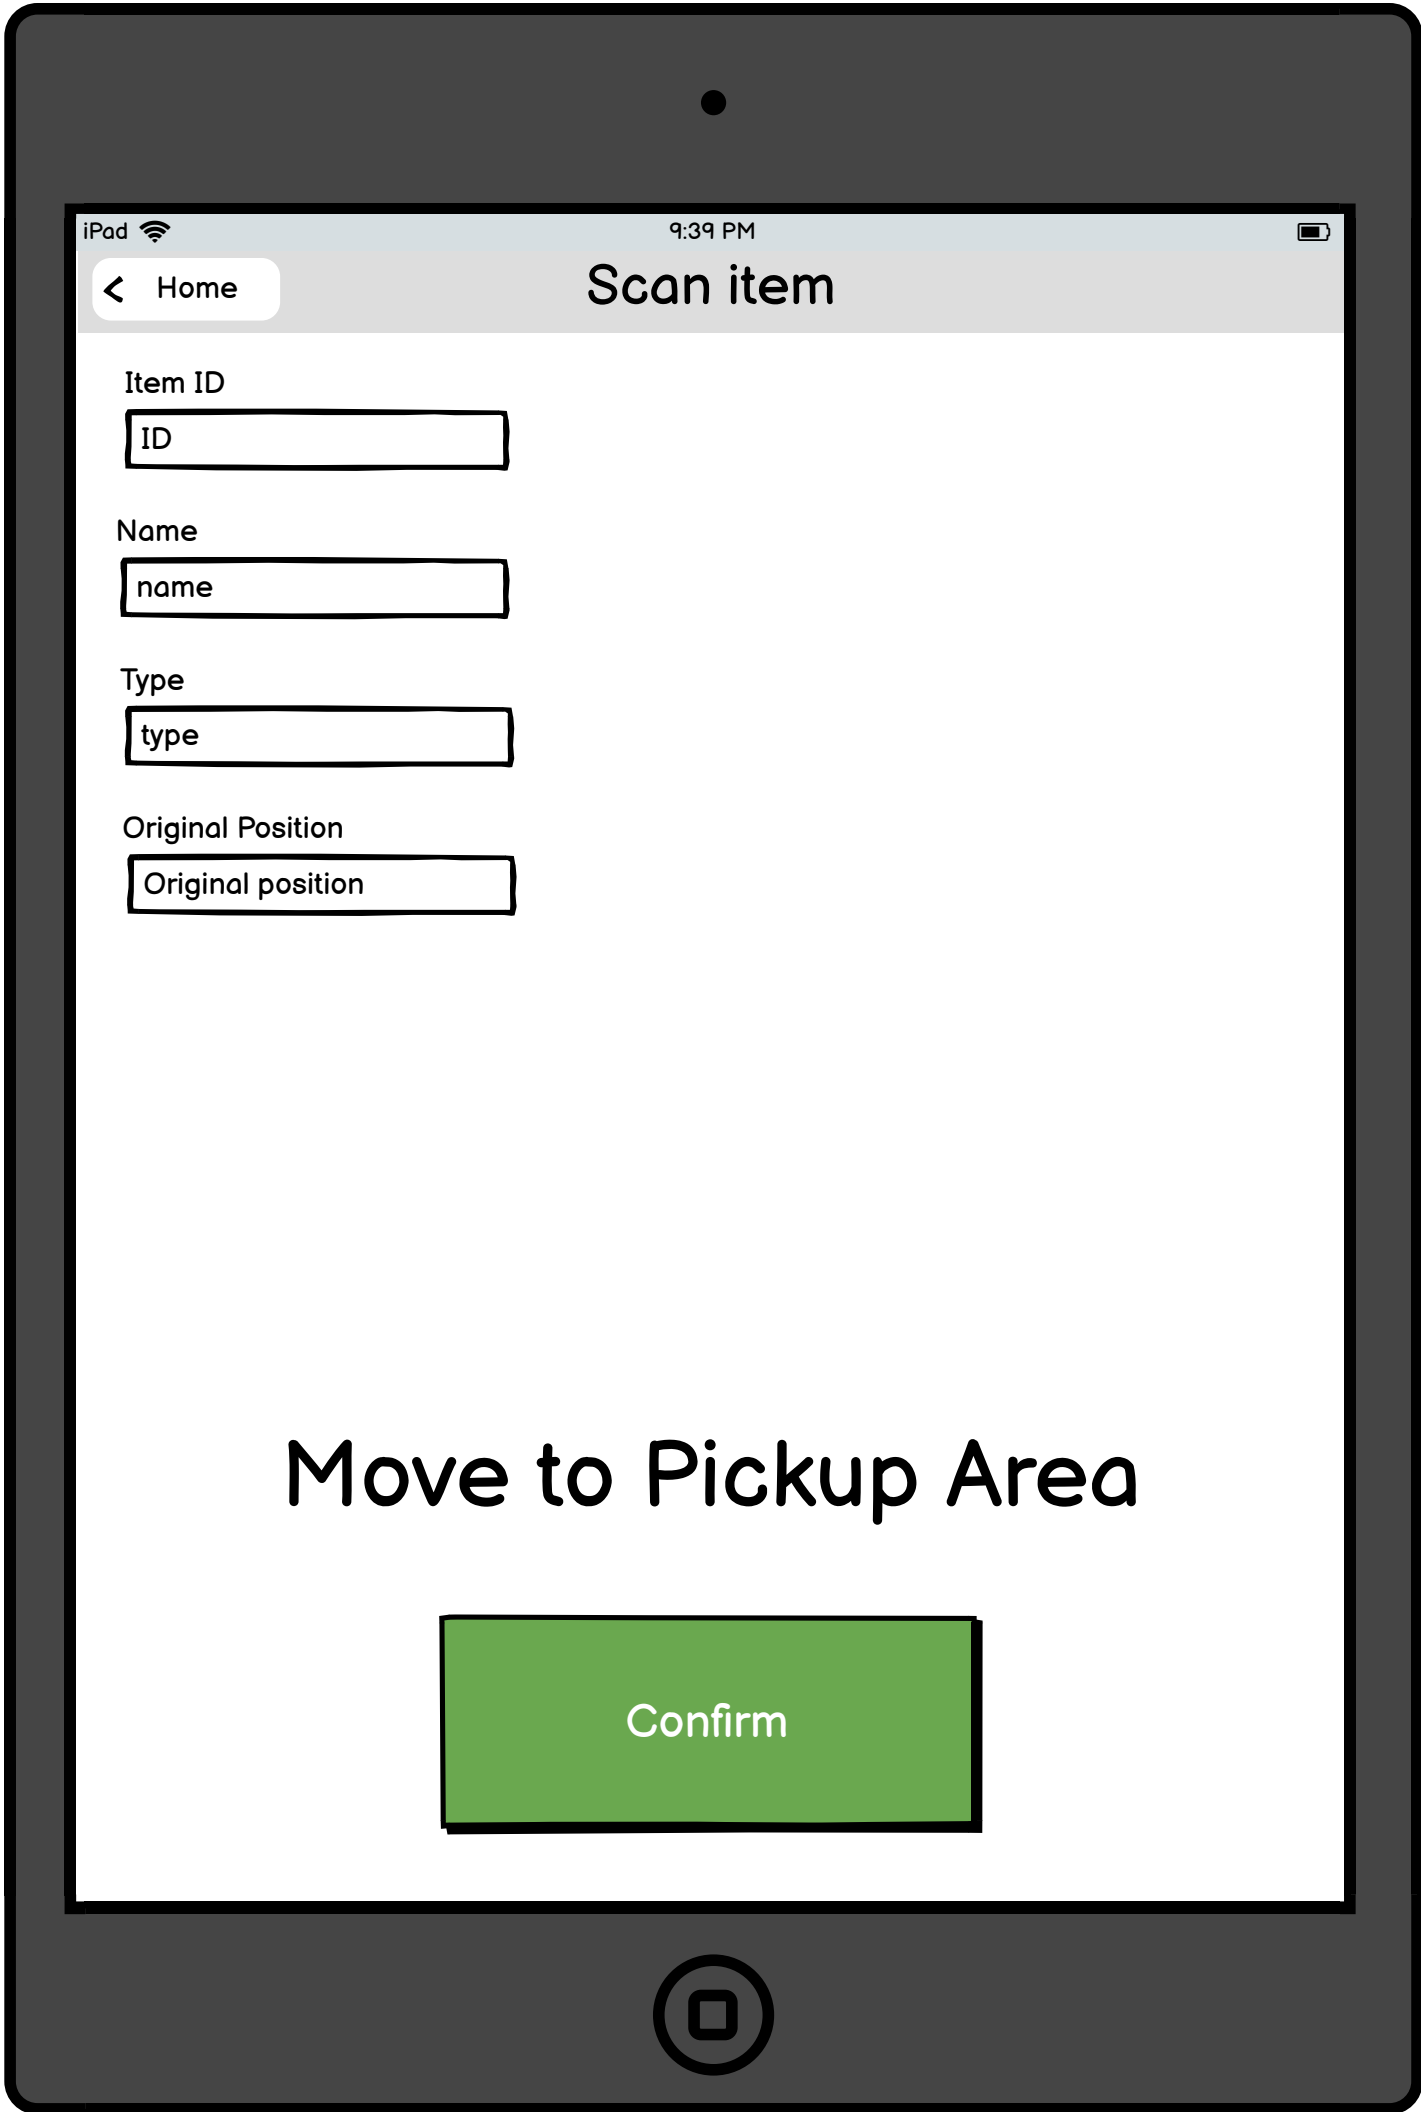 iPad 9:39 PM
Home Scan item
Item ID
ID
Name
name
Type
type
Original Position
Original position
Move to Pickup Area
Confirm